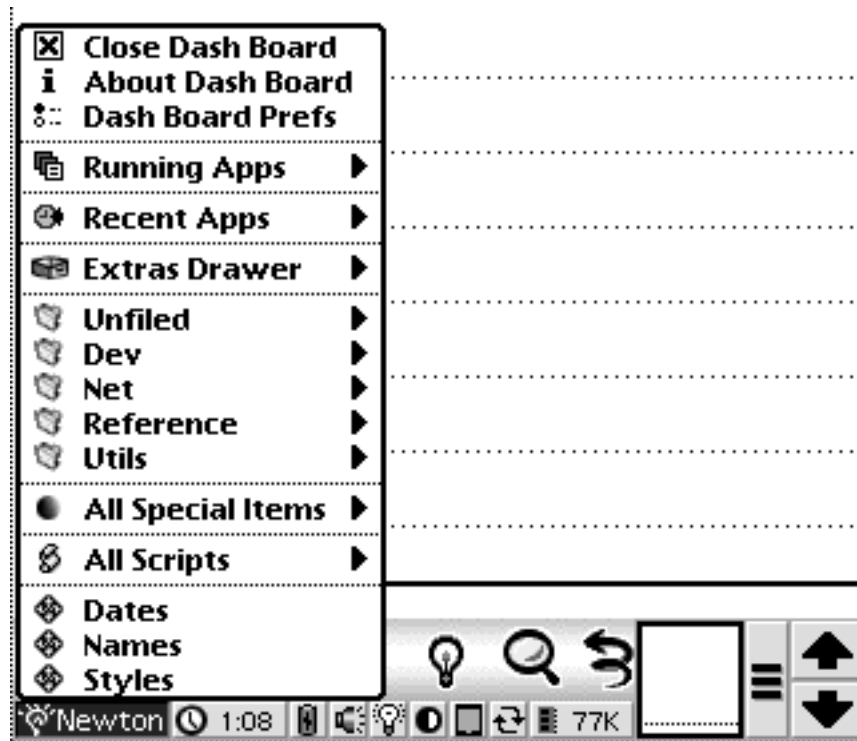 Close Dash Board
About Dash Board
Dash Board Prefs
Running Apps
Recent Apps
Extras Drawer
Unfiled
Dev
Net
Reference
Utils
All Special Items
All Scripts
Dates
Names
Styles
Newton 1:08 77K